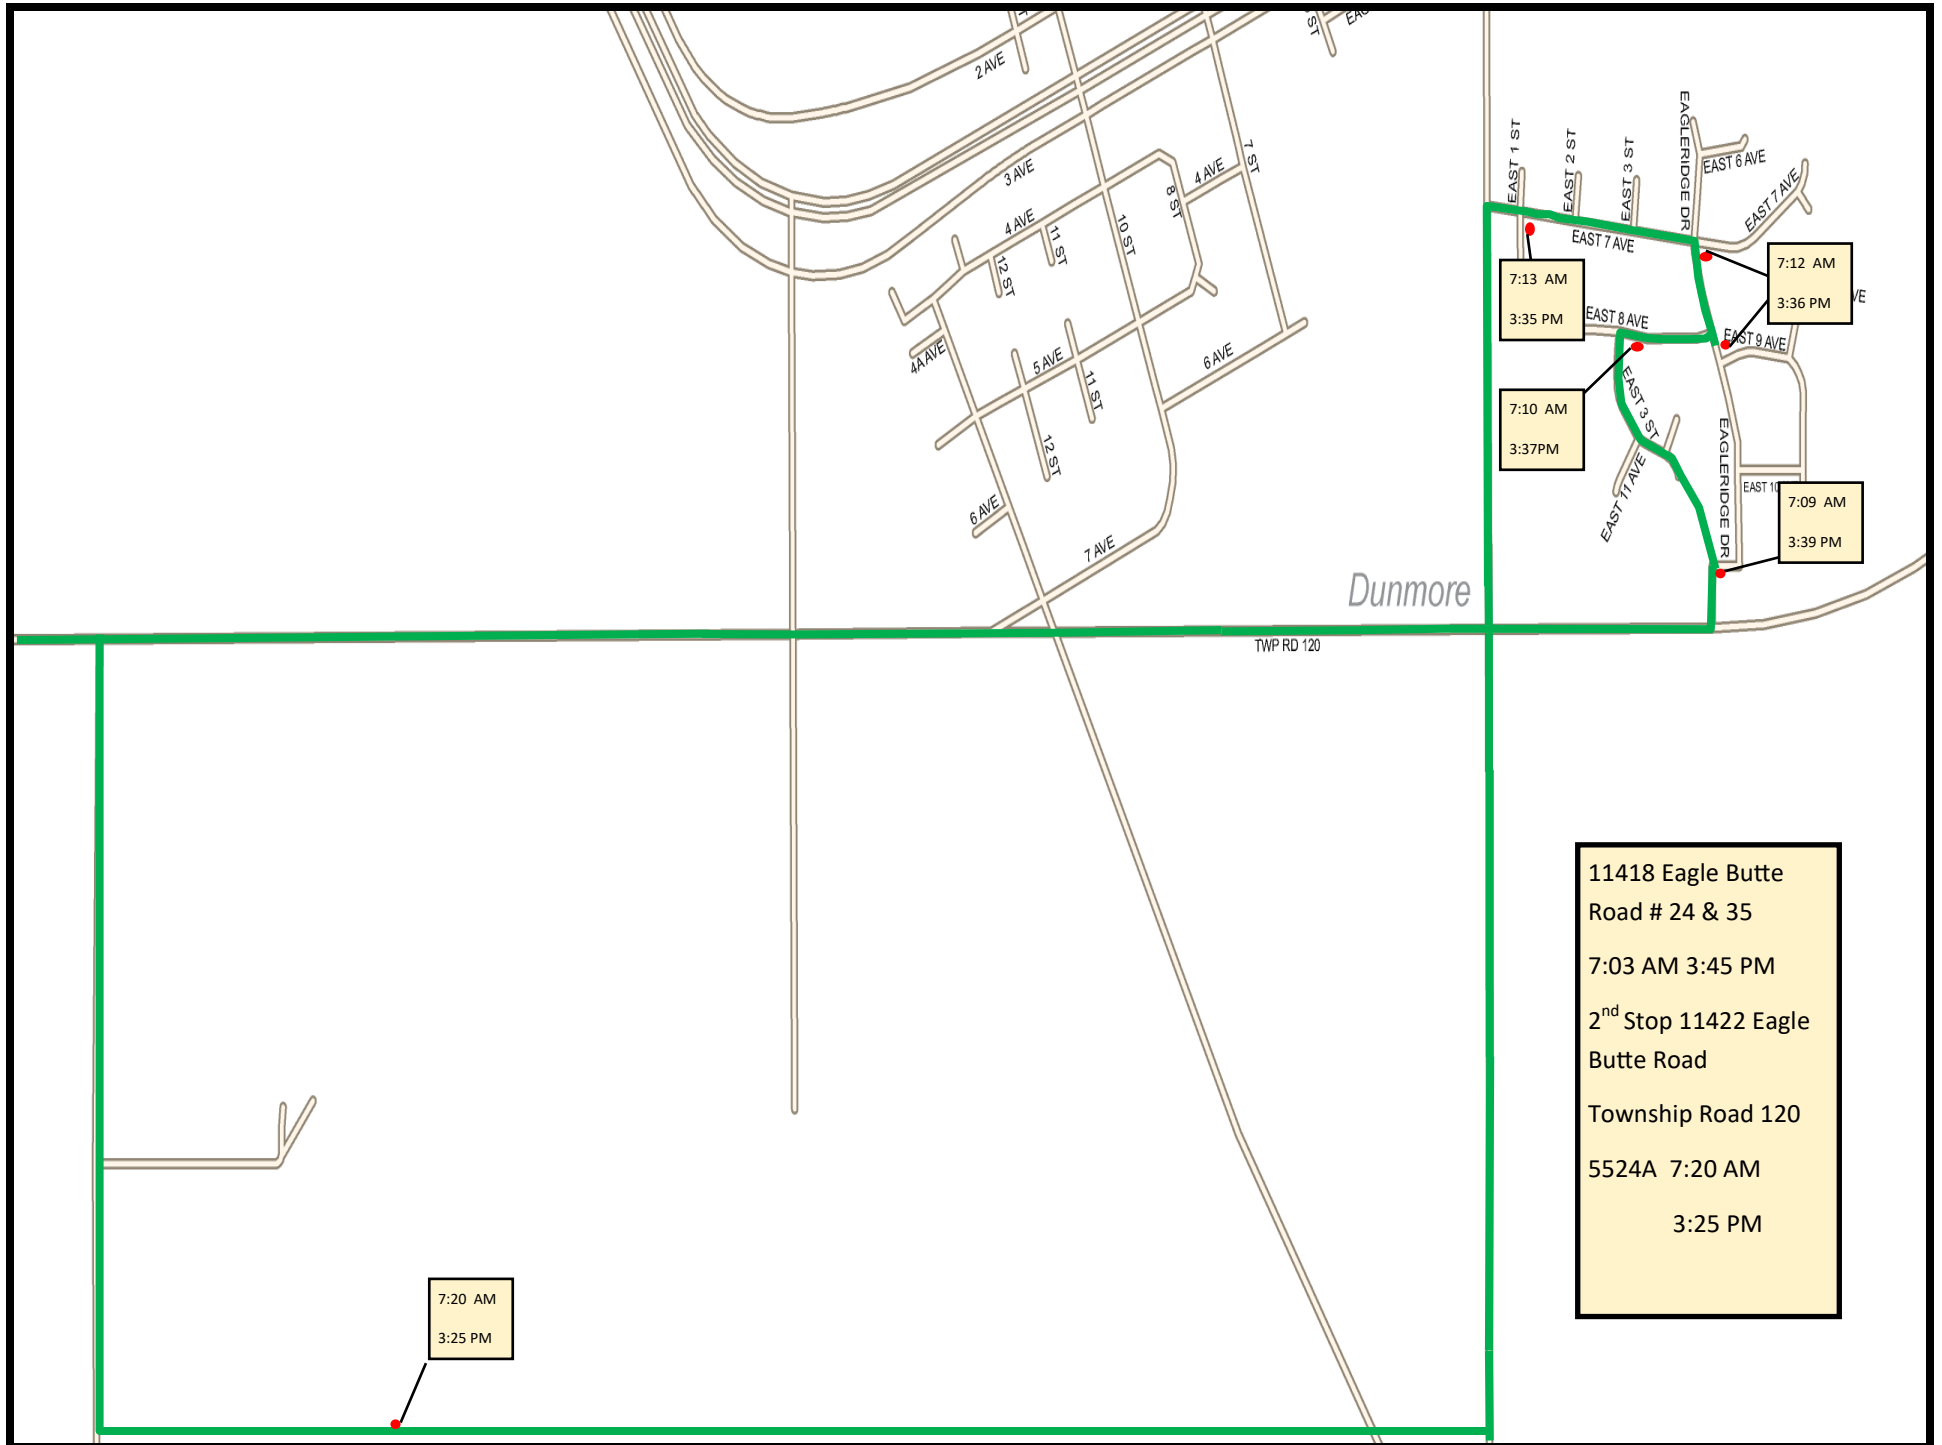 2 AVE
3 AVE
4 AVE
4 AVE
7 ST
8 ST
10 ST
11 ST
12 ST
4A AVE
5 AVE
6 AVE
11 ST
12 ST
6 AVE
7 AVE
ST
EAST 1 ST
EAST 2 ST
EAST 3 ST
EAGLERIDGE DR
EAST 6 AVE
EAST 7 AVE
EAST 7 AVE
7:13 AM
3:35 PM
7:12 AM
3:36 PM
VE
EAST 8 AVE
EAST 9 AVE
7:10 AM
3:37PM
EAST 3 ST
EAST 11 AVE
EAGLERIDGE DR
EAST 10
7:09 AM
3:39 PM
Dunmore
TWP RD 120
11418 Eagle Butte
Road # 24 & 35
7:03 AM 3:45 PM
2nd Stop 11422 Eagle
Butte Road
Township Road 120
5524A 7:20 AM
3:25 PM
7:20 AM
3:25 PM